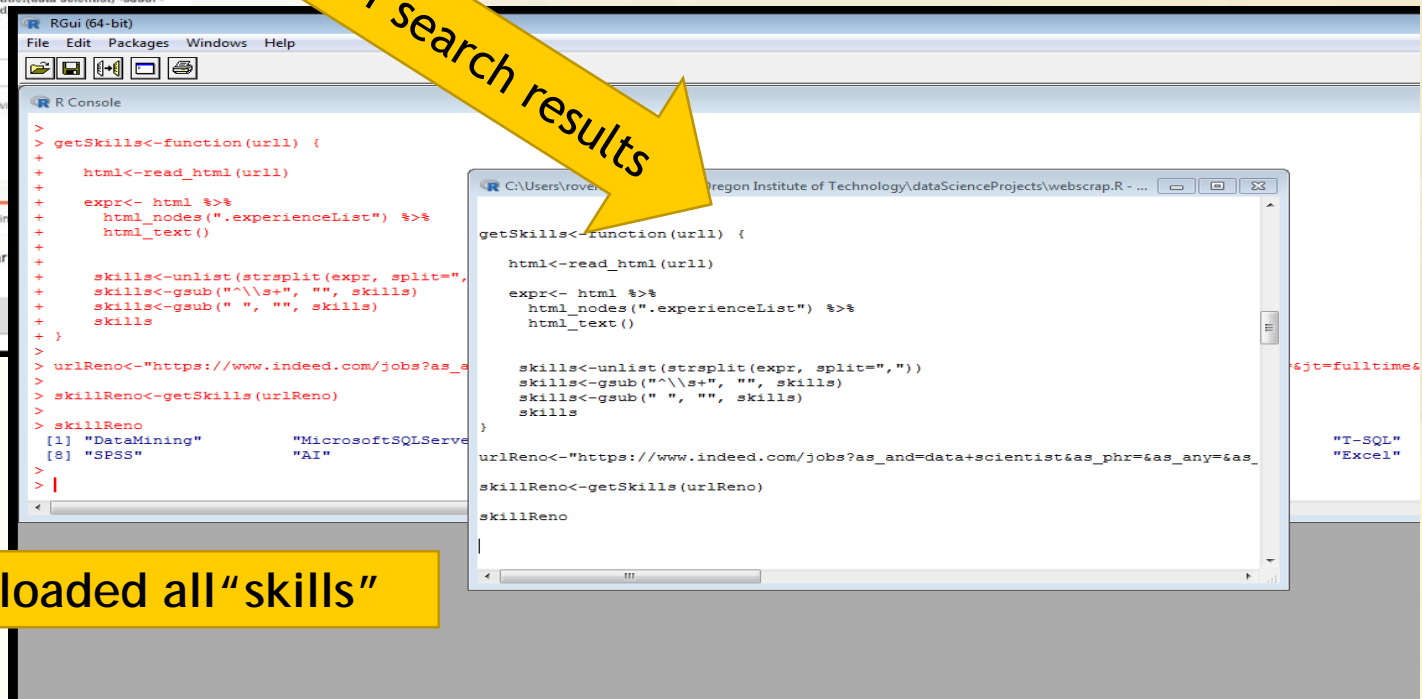 RGui (64-bit)
File Edit Packages Windows Help
R Console
>
> getSkills<-function(urll) {
+
+    html<-read_html(urll)
+
+    expr<- html %>%
+      html_nodes(".experienceList") %>%
+      html_text()
+
+
+     skills<-unlist(strsplit(expr, split=",
+     skills<-gsub("^\\s+", "", skills)
+     skills<-gsub(" ", "", skills)
+     skills
+ }
>
> urlReno<-"https://www.indeed.com/jobs?as_a
&jt=fulltime&
>
> skillReno<-getSkills(urlReno)
>
> skillReno
[1] "DataMining" "MicrosoftSQLServe "T-SQL"
[8] "SPSS" "AI" "Excel"
>
> |
search results
C:\Users\rove regon Institute of Technology\dataScienceProjects\webscrap.R - ...
getSkills<-function(urll) {
html<-read_html(urll)
expr<- html %>%
html_nodes(".experienceList") %>%
html_text()
skills<-unlist(strsplit(expr, split=","))
skills<-gsub("^\\s+", "", skills)
skills<-gsub(" ", "", skills)
skills
}
urlReno<-"https://www.indeed.com/jobs?as_and=data+scientist&as_phr=&as_any=&as_
skillReno<-getSkills(urlReno)
skillReno
loaded all"skills"